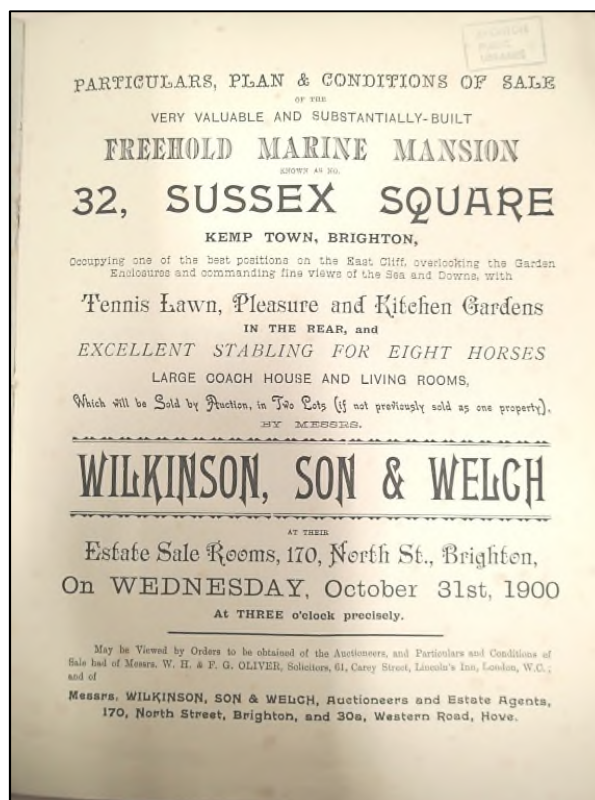 BRIGHTON
PUBLIC
LIBRARIES
PARTICULARS, PLAN & CONDITIONS OF SALE
OF THE
VERY VALUABLE AND SUBSTANTIALLY-BUILT
FREEHOLD MARINE MANSION
KNOWN AS NO.
32, SUSSEX SQUARE
KEMP TOWN, BRIGHTON,
Occupying one of the best positions on the East Cliff, overlooking the Garden
Enclosures and commanding fine views of the Sea and Downs, with
Tennis Lawn, Pleasure and Kitchen Gardens
IN THE REAR, and
EXCELLENT STABLING FOR EIGHT HORSES
LARGE COACH HOUSE AND LIVING ROOMS,
Which will be Sold by Auction, in Two Lots (if not previously sold as one property),
BY MESSRS.
WILKINSON, SON & WELCH
AT THEIR
Estate Sale Rooms, 170, North St., Brighton,
On WEDNESDAY, October 31st, 1900
At THREE o'clock precisely.
May be Viewed by Orders to be obtained of the Auctioneers, and Particulars and Conditions of
Sale had of Messrs. W. H. & F. G. OLIVER, Solicitors, 61, Carey Street, Lincoln's Inn, London, W.C.;
and of
Messrs. WILKINSON, SON & WELCH, Auctioneers and Estate Agents,
170, North Street, Brighton, and 30a, Western Road, Hove.